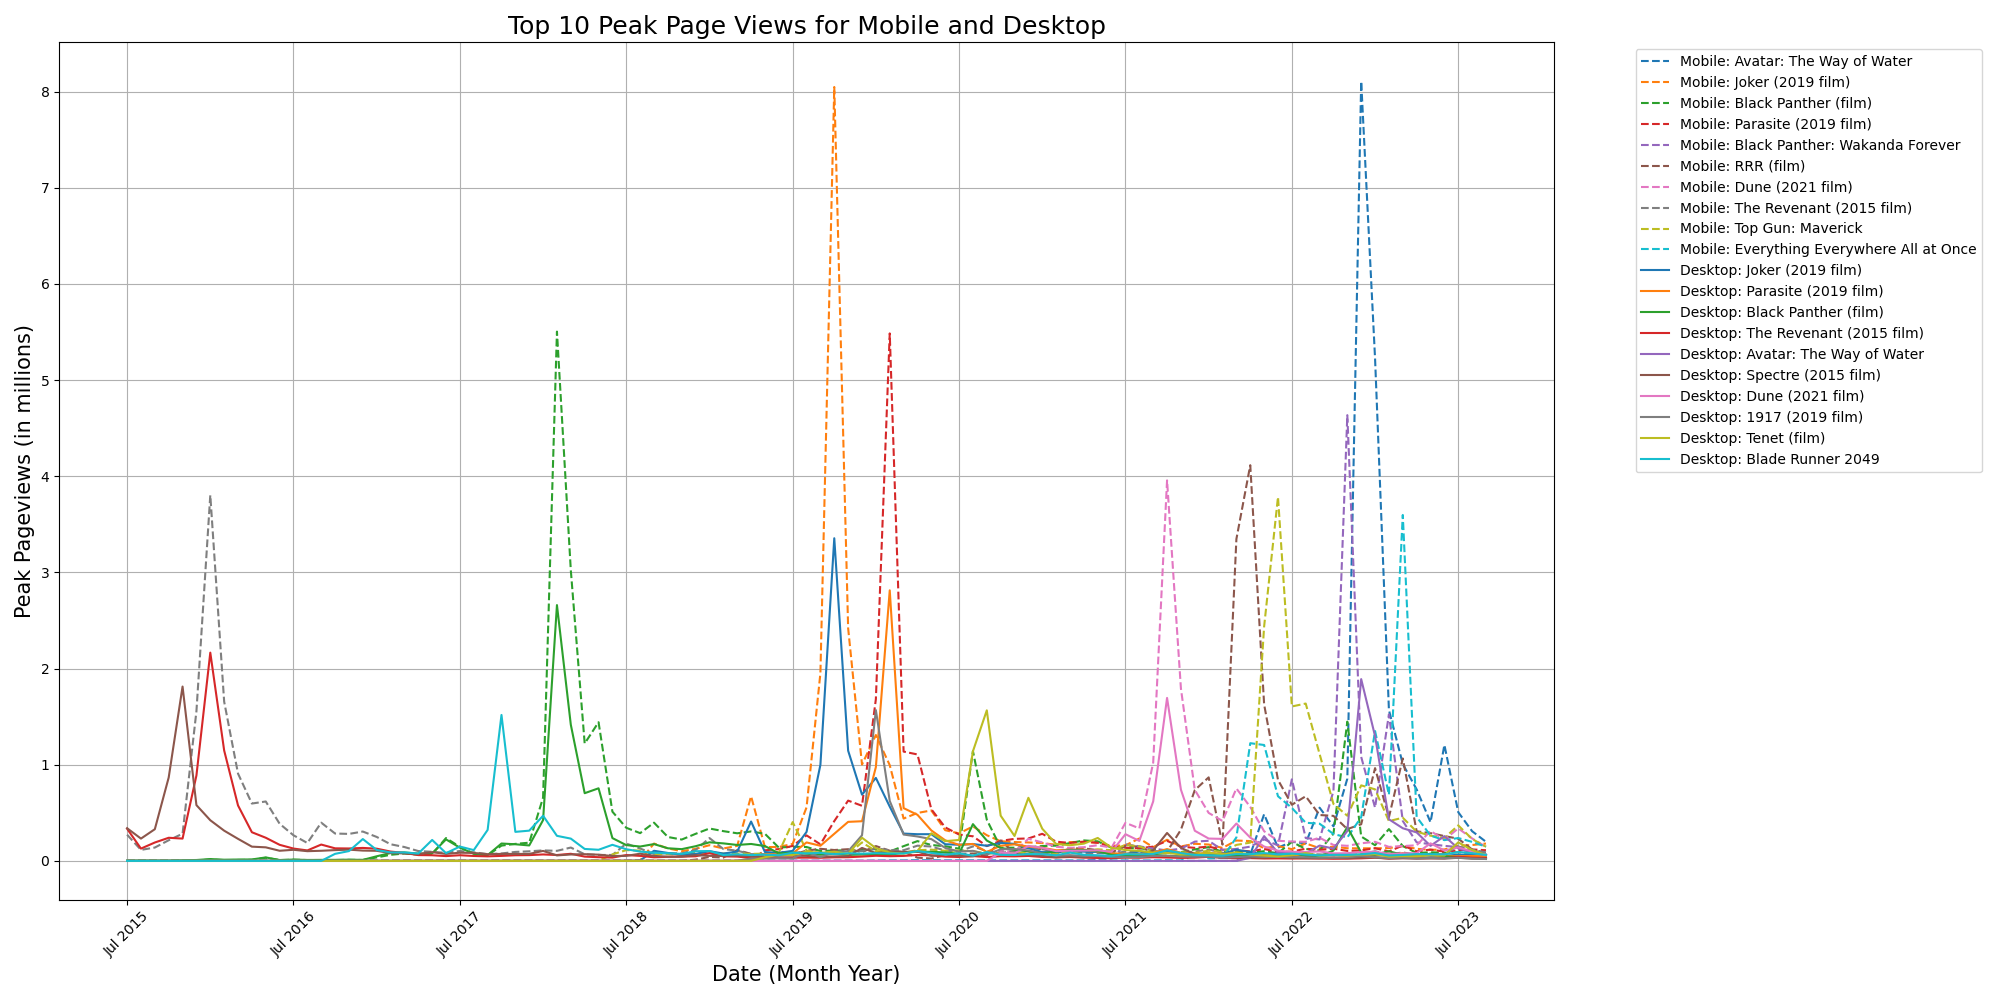 Top 10 Peak Page Views for Mobile and Desktop
Peak Pageviews (in millions)
8
7
6
5
4
3
2
1
0
Jul 2015
Jul 2016
Jul 2017
Jul 2018
Jul 2019
Jul 2020
Jul 2021
Jul 2022
Jul 2023
Date (Month Year)
Mobile: Avatar: The Way of Water
Mobile: Joker (2019 film)
Mobile: Black Panther (film)
Mobile: Parasite (2019 film)
Mobile: Black Panther: Wakanda Forever
Mobile: RRR (film)
Mobile: Dune (2021 film)
Mobile: The Revenant (2015 film)
Mobile: Top Gun: Maverick
Mobile: Everything Everywhere All at Once
Desktop: Joker (2019 film)
Desktop: Parasite (2019 film)
Desktop: Black Panther (film)
Desktop: The Revenant (2015 film)
Desktop: Avatar: The Way of Water
Desktop: Spectre (2015 film)
Desktop: Dune (2021 film)
Desktop: 1917 (2019 film)
Desktop: Tenet (film)
Desktop: Blade Runner 2049